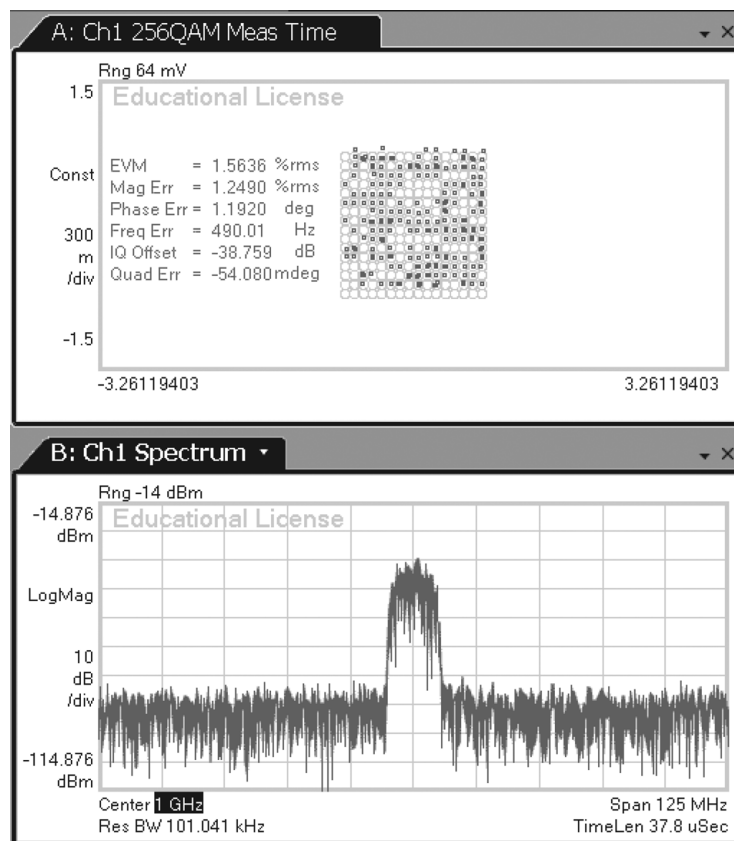 A: Ch1 256QAM Meas Time
Rng 64 mV
1.5
Educational License
Const
300
m
/div
-1.5
EVM = 1.5636 %rms
Mag Err = 1.2490 %rms
Phase Err = 1.1920 deg
Freq Err = 490.01 Hz
IQ Offset = -38.759 dB
Quad Err = -54.080 mdeg
-3.26119403 3.26119403
B: Ch1 Spectrum
Rng -14 dBm
-14.876
dBm
Educational License
LogMag
10
dB
/div
-114.876
dBm
Center 1 GHz Span 125 MHz
Res BW 101.041 kHz TimeLen 37.8 uSec